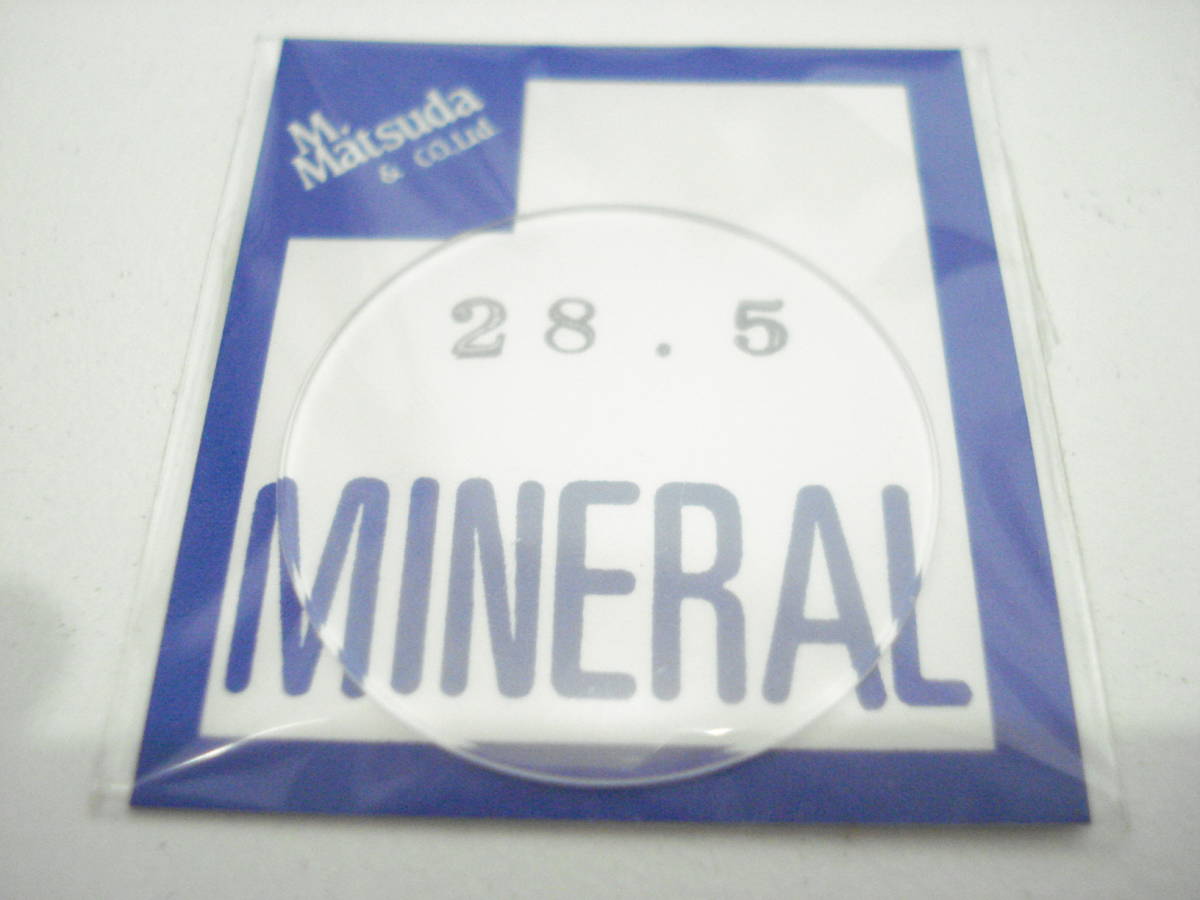 M.
Matsuda
& CO.Ltd.
28.5
MINERAL